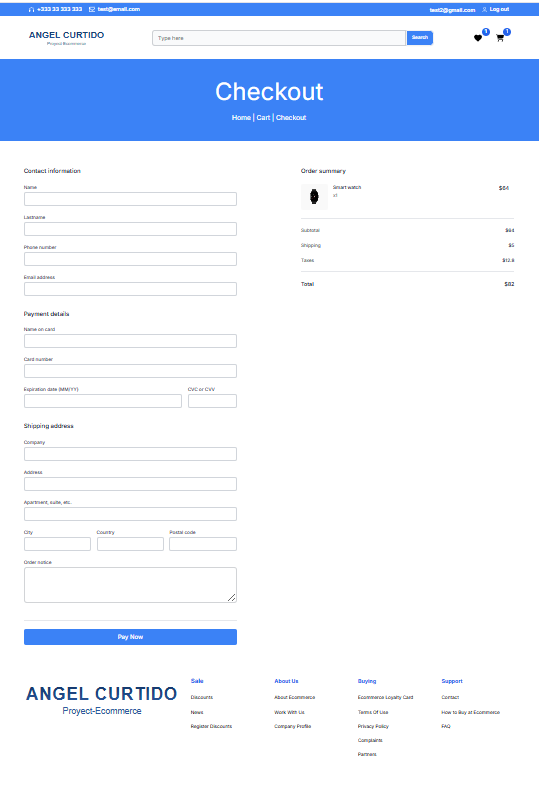 +333 33 333 333 test@email.com test2@gmail.com Log out
ANGEL CURTIDO
Proyect-Ecommerce
Type here
Search
1
1
Checkout
Home | Cart | Checkout
Contact information
Name
Lastname
Phone number
Email address
Payment details
Name on card
Card number
Expiration date (MM/YY) CVC or CVV
Shipping address
Company
Address
Apartment, suite, etc.
City Country Postal code
Order notice
Pay Now
Order summary
Smart watch $64
x1
Subtotal $64
Shipping $5
Taxes $12,8
Total $82
ANGEL CURTIDO
Proyect-Ecommerce
Sale
Discounts
News
Register Discounts
About Us
About Ecommerce
Work With Us
Company Profile
Buying
Ecommerce Loyalty Card
Terms Of Use
Privacy Policy
Complaints
Partners
Support
Contact
How to Buy at Ecommerce
FAQ